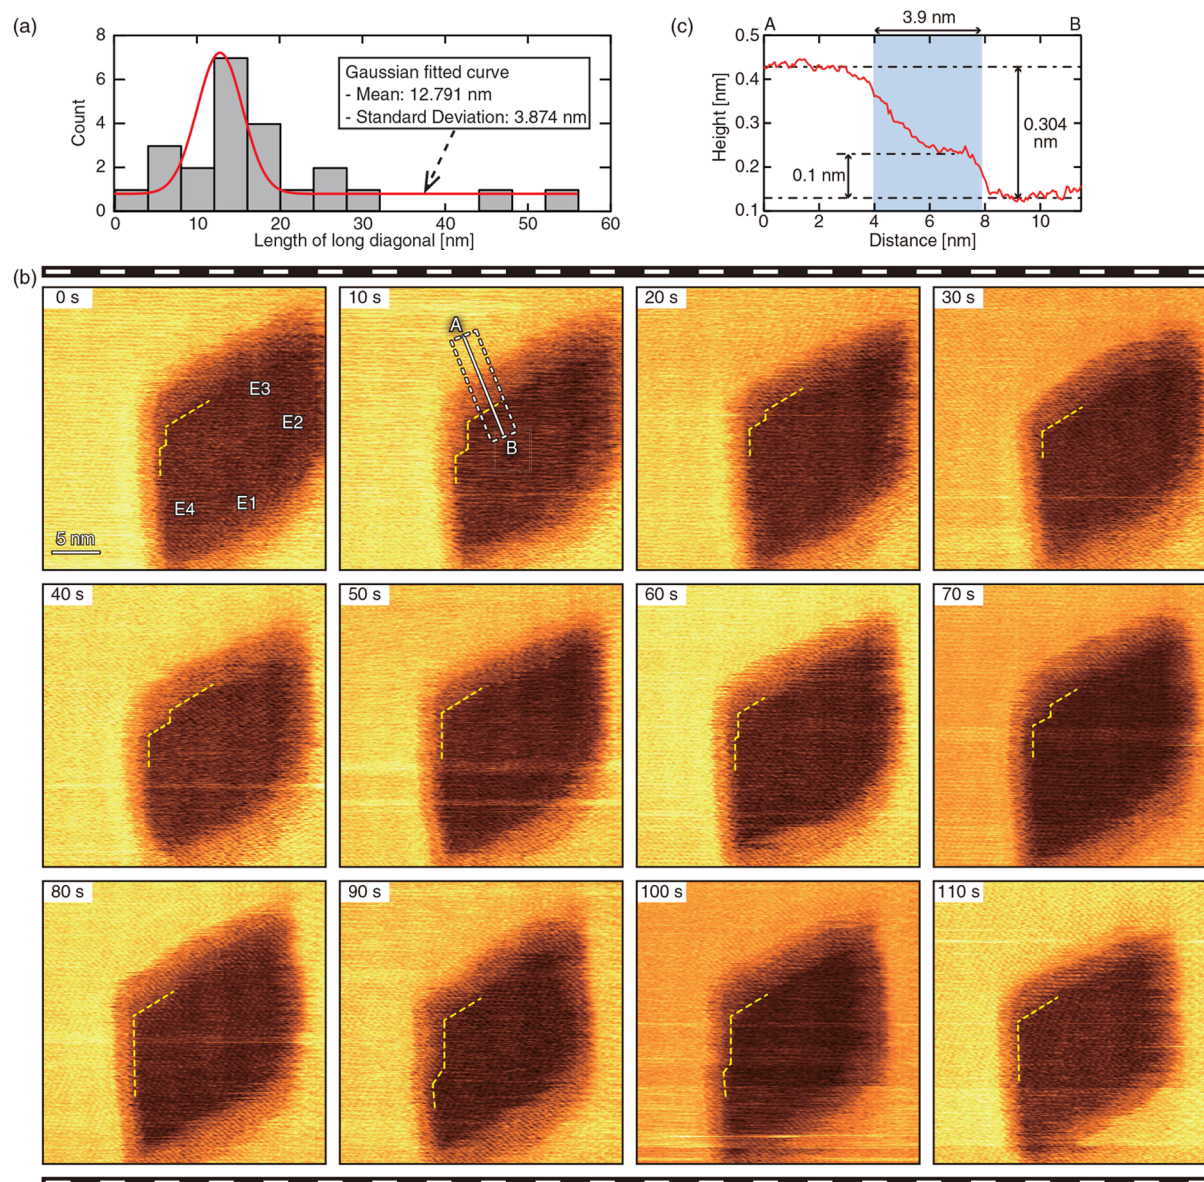 (a)
8
6
4
2
0
Count
0 10 20 30 40 50 60
Length of long diagonal [nm]
Gaussian fitted curve
- Mean: 12.791 nm
- Standard Deviation: 3.874 nm
(c)
A
3.9 nm
B
0.5
0.4
0.3
0.2
0.1
Height [nm]
0.1 nm
0.304
nm
0 2 4 6 8 10
Distance [nm]
(b)
0 s
E3
E2
E4
E1
5 nm
10 s
A
B
20 s
30 s
40 s
50 s
60 s
70 s
80 s
90 s
100 s
110 s